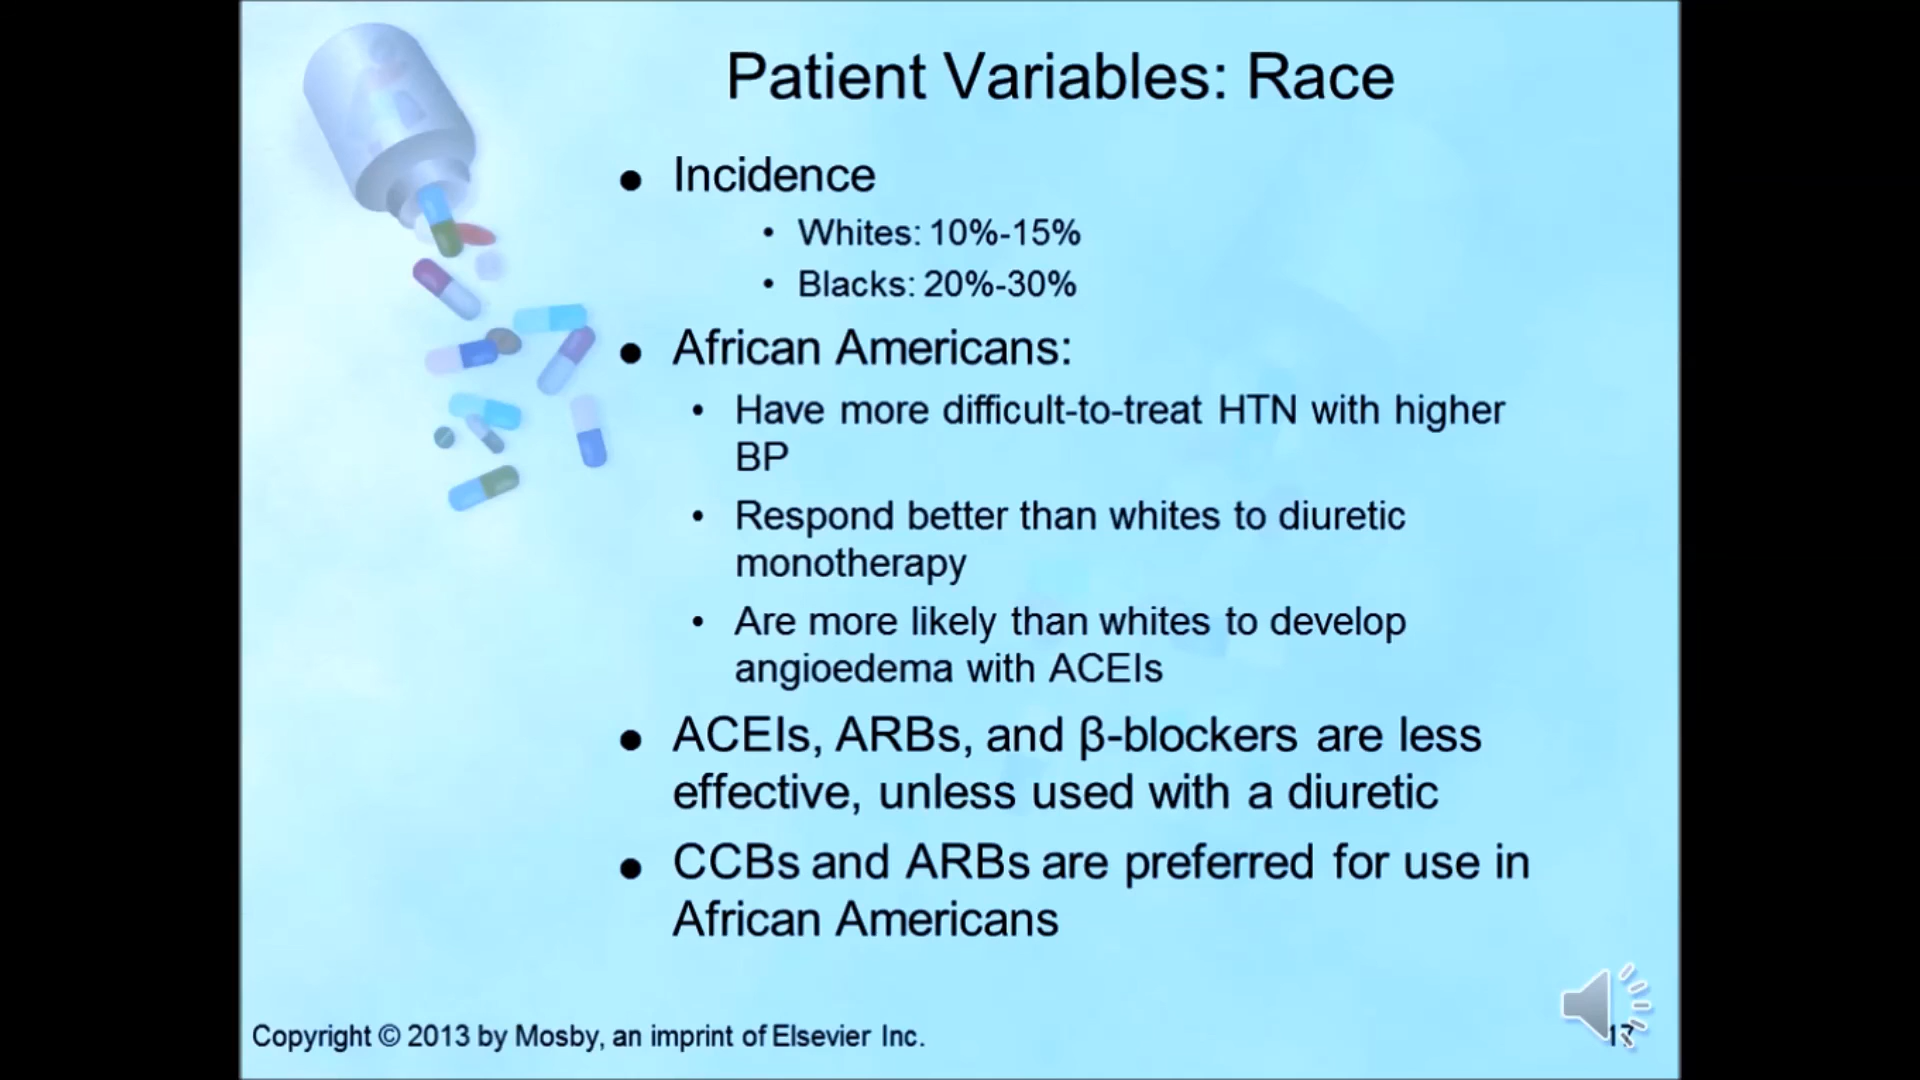 Patient Variables: Race
● Incidence
• Whites: 10%-15%
• Blacks: 20%-30%
● African Americans:
• Have more difficult-to-treat HTN with higher
BP
• Respond better than whites to diuretic
monotherapy
• Are more likely than whites to develop
angioedema with ACEIs
● ACEIs, ARBs, and β-blockers are less
effective, unless used with a diuretic
● CCBs and ARBs are preferred for use in
African Americans
Copyright © 2013 by Mosby, an imprint of Elsevier Inc.